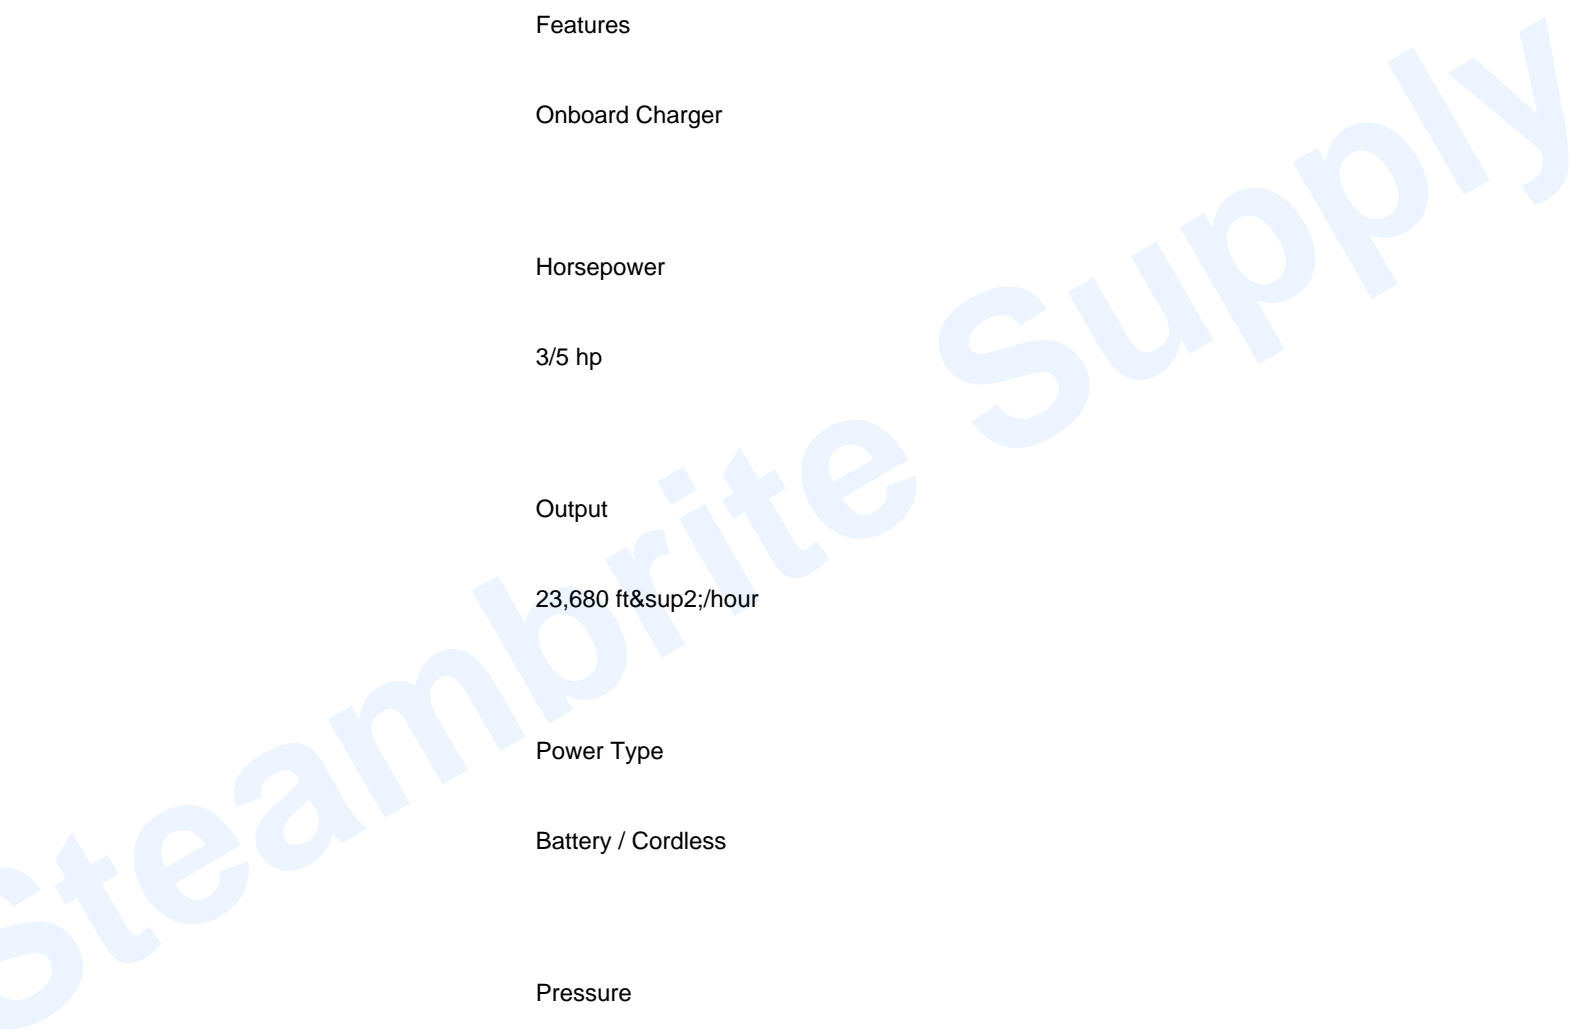 Features
Onboard Charger
Horsepower
3/5 hp
Output
23,680 ft&sup2;/hour
Power Type
Battery / Cordless
Pressure
Steambrite Supply